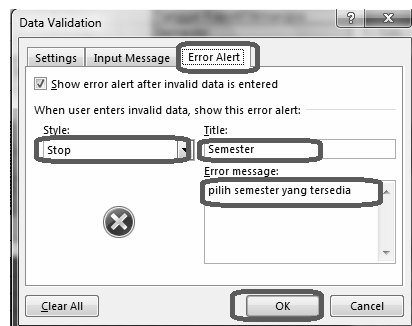 Data Validation
?
Settings Input Message Error Alert
Show error alert after invalid data is entered
When user enters invalid data, show this error alert:
Style: Title:
Stop Semester
Error message:
pilih semester yang tersedia
Clear All OK Cancel